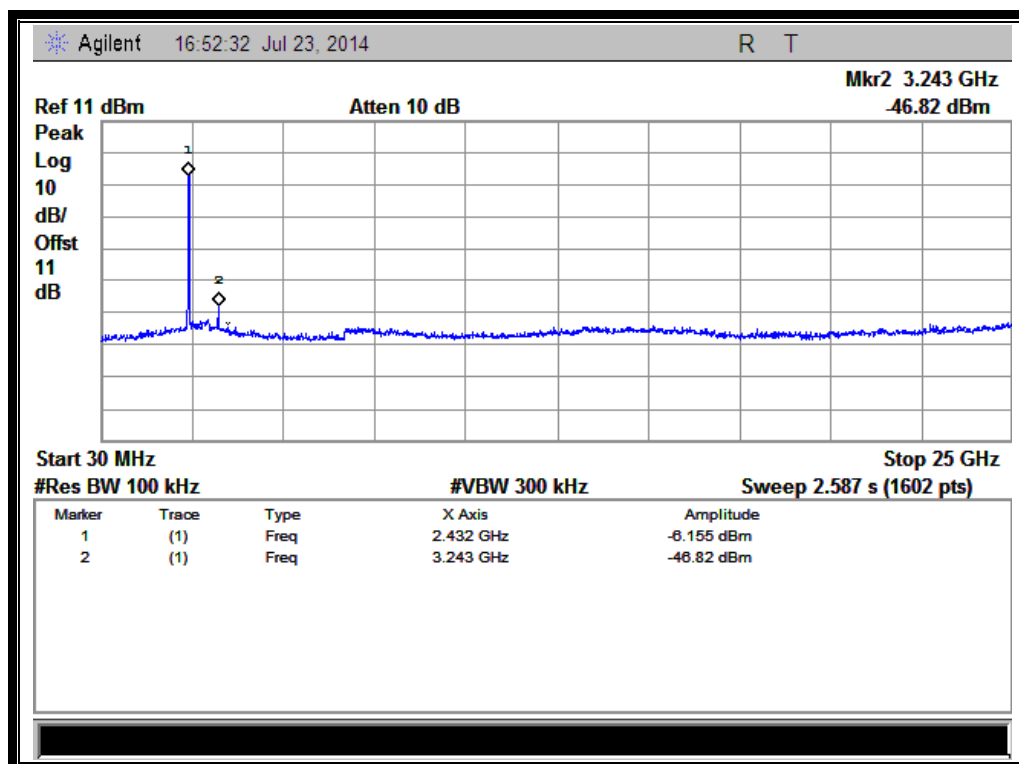 Agilent 16:52:32 Jul 23, 2014 R T
Mkr2 3.243 GHz
Ref 11 dBm Atten 10 dB -46.82 dBm
Peak
Log
10
dB/
Offst
11
dB
1
2
Start 30 MHz Stop 25 GHz
#Res BW 100 kHz #VBW 300 kHz Sweep 2.587 s (1602 pts)
Marker Trace Type X Axis Amplitude
1 (1) Freq 2.432 GHz -6.155 dBm
2 (1) Freq 3.243 GHz -46.82 dBm